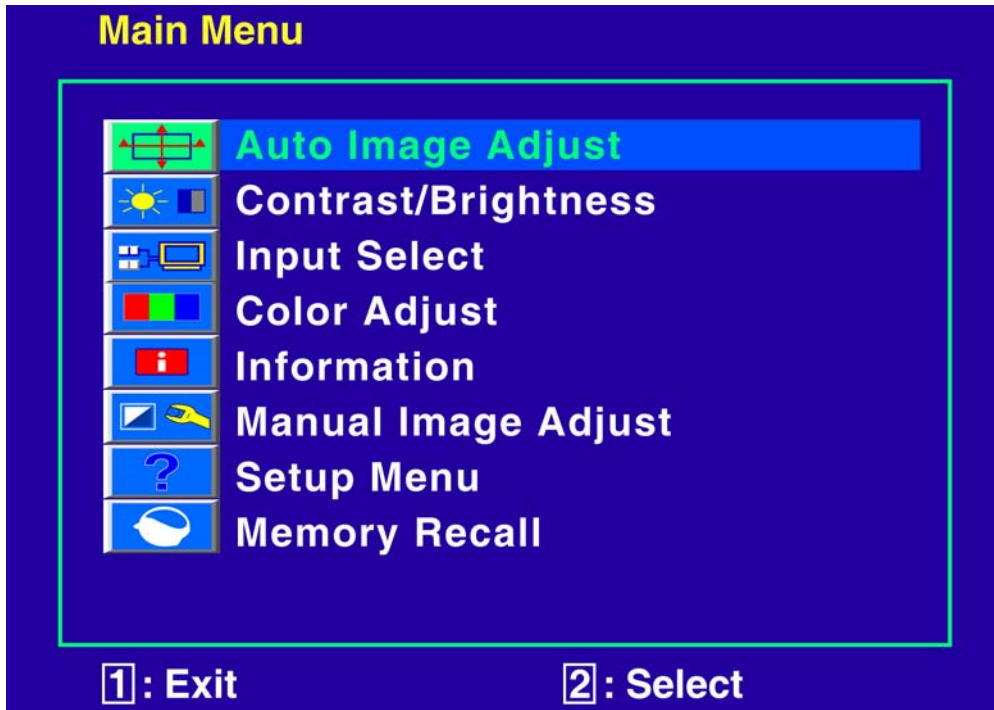 Main Menu
Auto Image Adjust
Contrast/Brightness
Input Select
Color Adjust
i Information
Manual Image Adjust
? Setup Menu
Memory Recall
1: Exit 2: Select